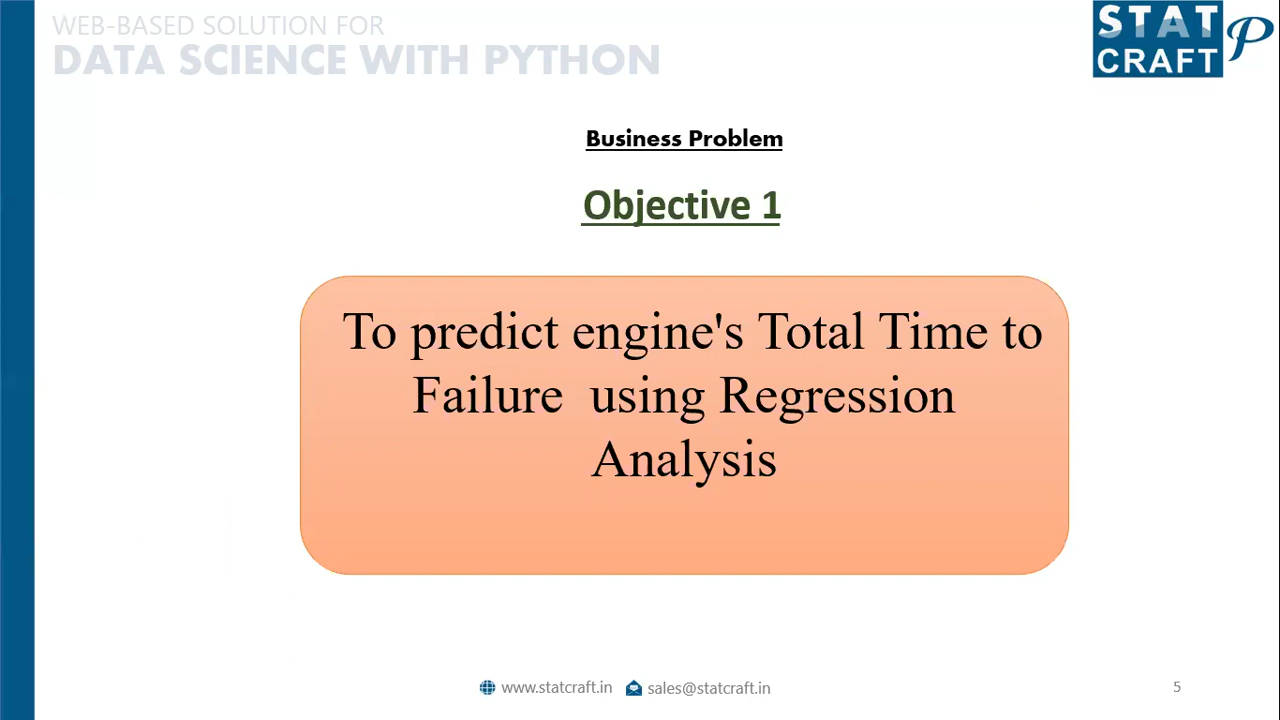 WEB-BASED SOLUTION FOR
DATA SCIENCE WITH PYTHON
STAT
CRAFT
P
Business Problem
Objective 1
To predict engine's Total Time to
Failure using Regression
Analysis
www.statcraft.in sales@statcraft.in
5